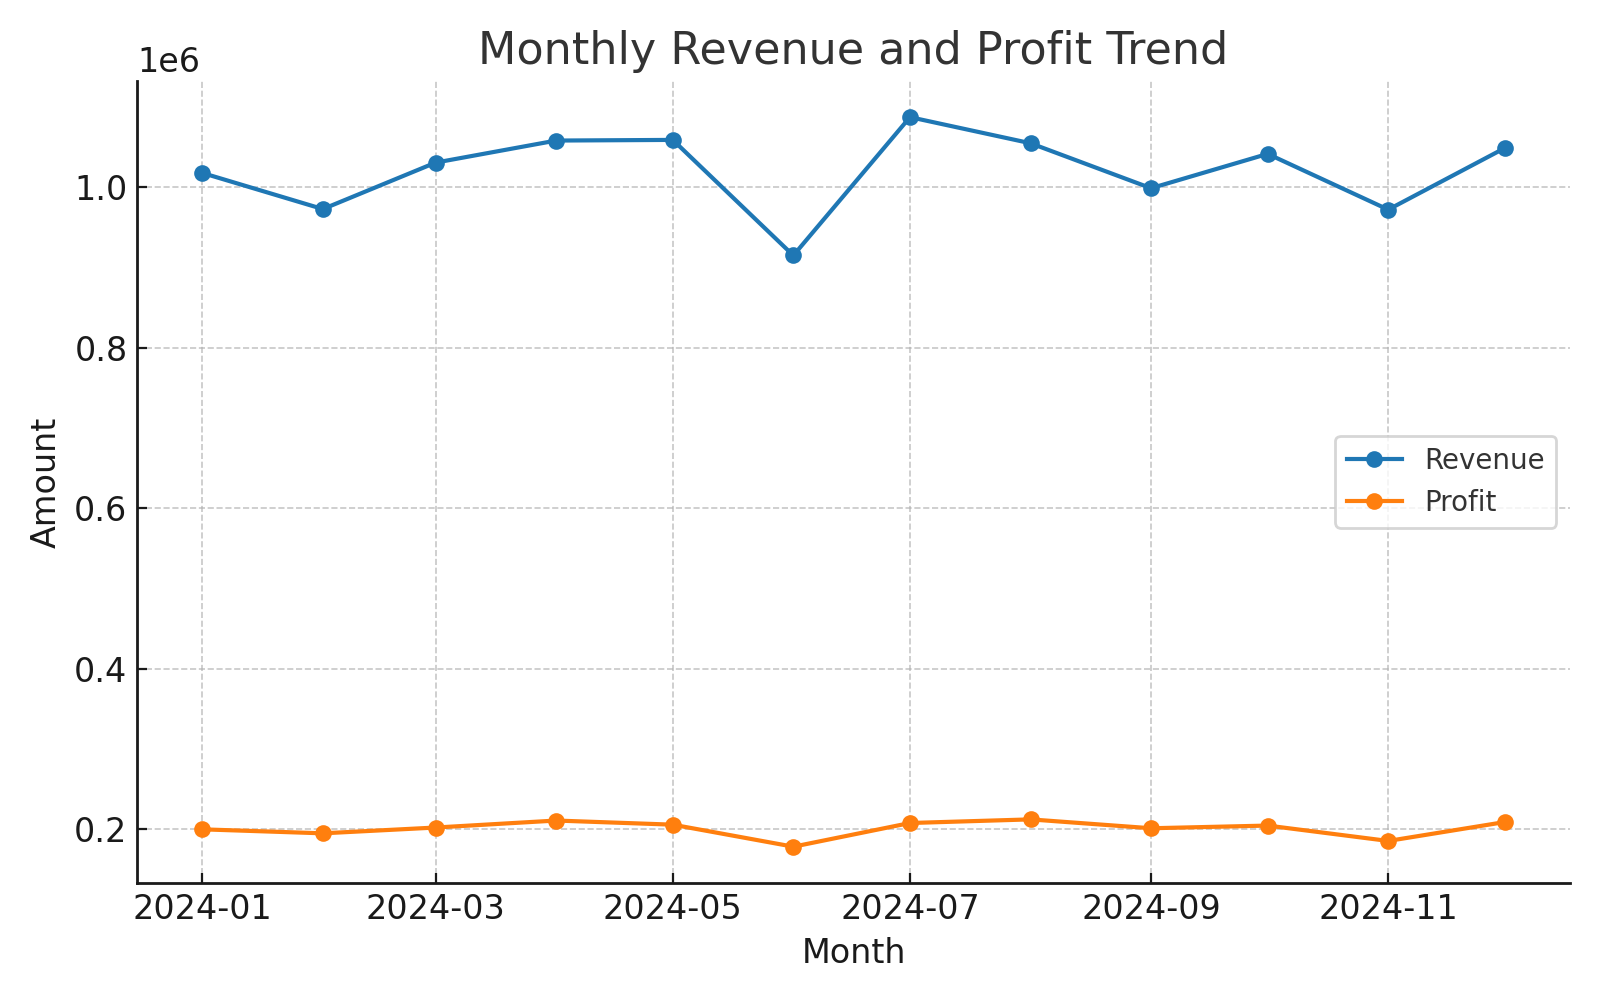 Monthly Revenue and Profit Trend
1e6
1.0
0.8
0.6
0.4
0.2
Amount
Revenue
Profit
2024-01 2024-03 2024-05 2024-07 2024-09 2024-11
Month